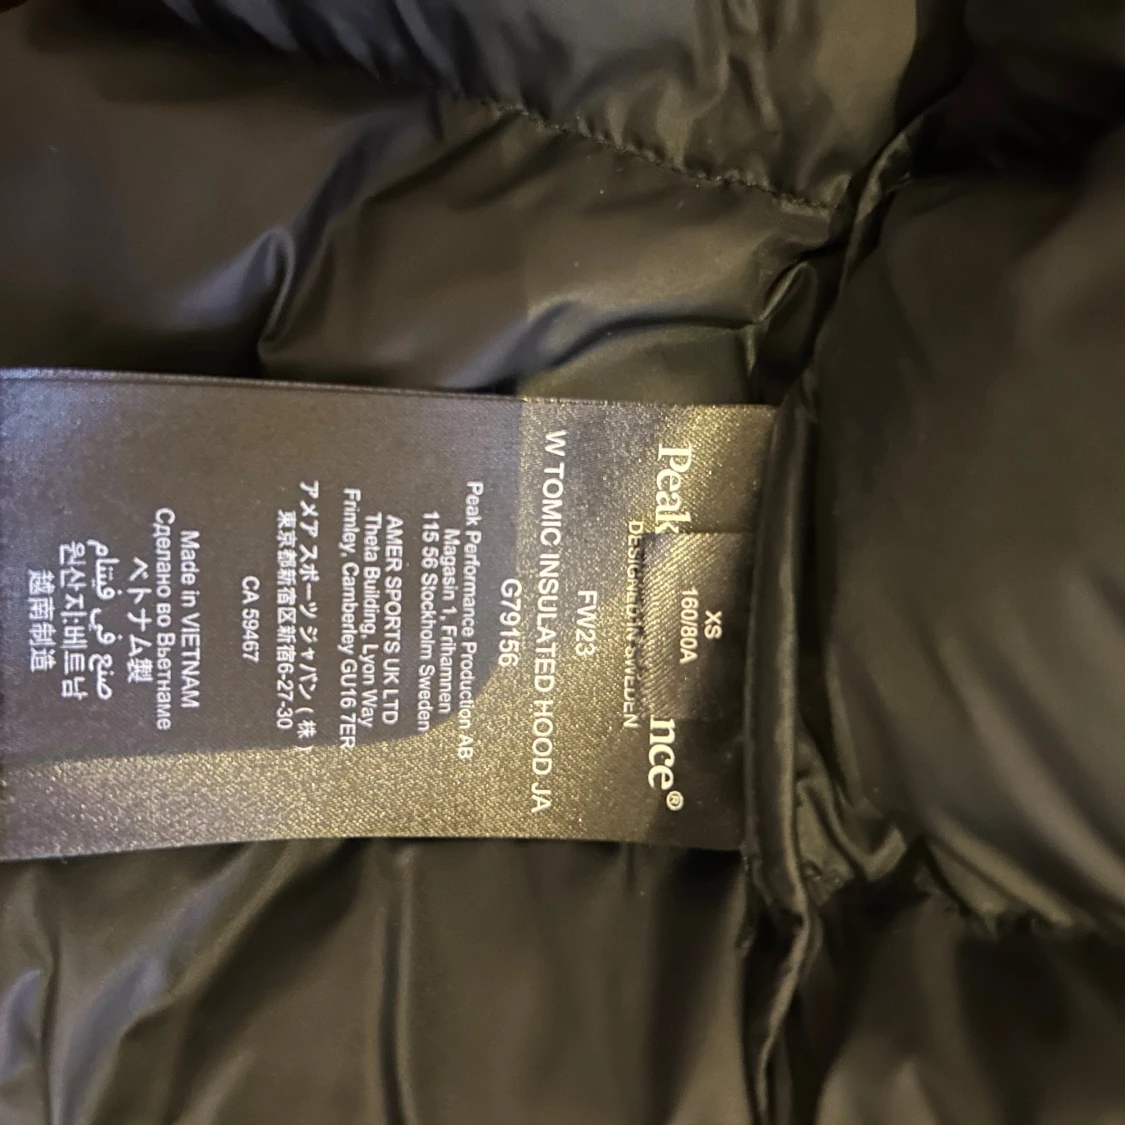 XS
160/80A
Peak nce®
DESIGNED IN SWEDEN
FW23
W TOMIC INSULATED HOOD JA
G79156
Peak Performance Production AB
Magasin 1, Frihamnen
115 56 Stockholm Sweden
AMER SPORTS UK LTD
Theta Building, Lyon Way
Frimley, Camberley GU16 7ER
アメア スポーツ ジャパン ( 株 )
東京都新宿区新宿6-27-30
CA 59467
Made in VIETNAM
Сделано во Вьетнаме
ベトナム製
صنع في فيتنام
원산지:베트남
越南制造